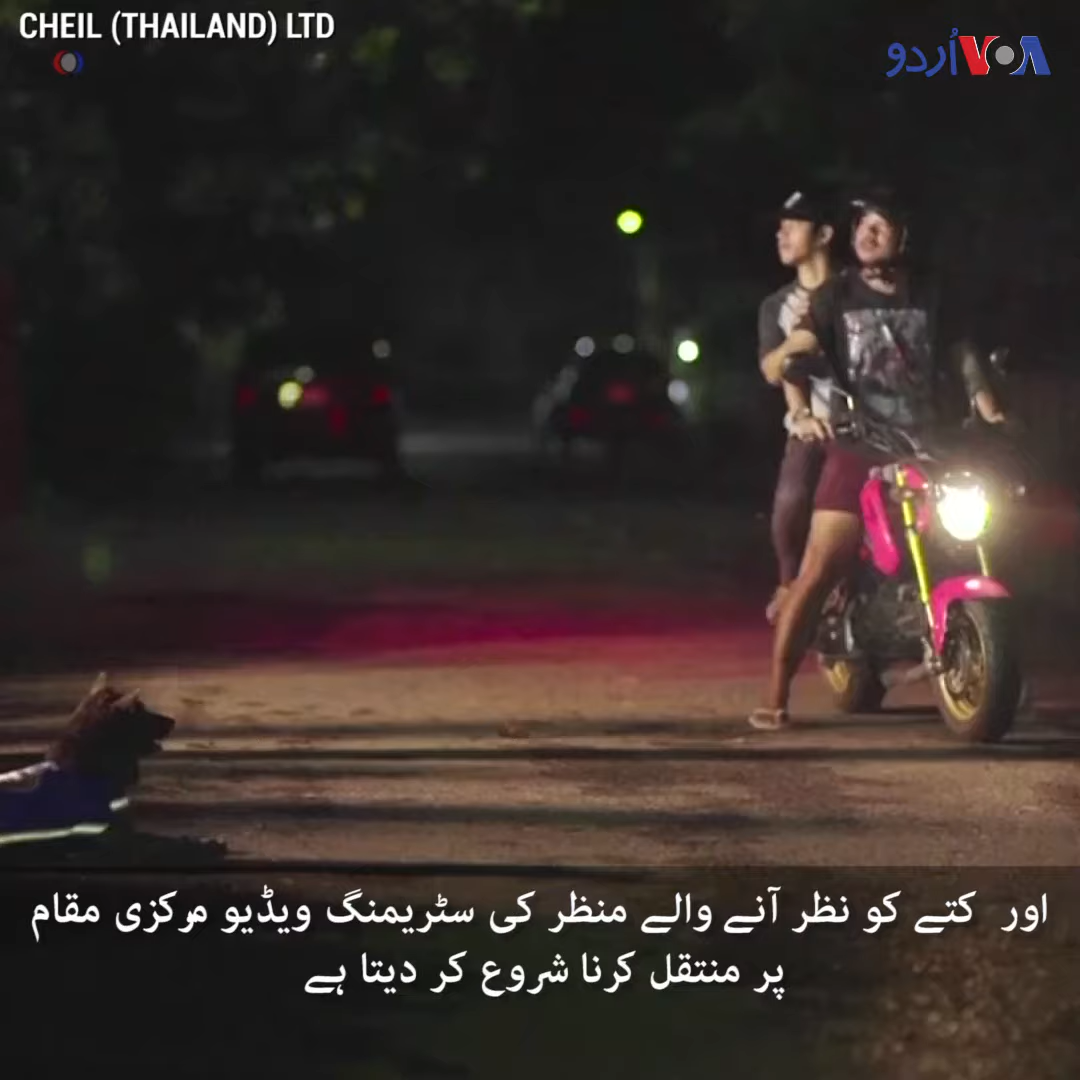 CHEIL (THAILAND) LTD
VOA اُردو
اور کتے کو نظر آنے والے منظر کی سٹریمنگ ویڈیو مرکزی مقام
پر منتقل کرنا شروع کر دیتا ہے